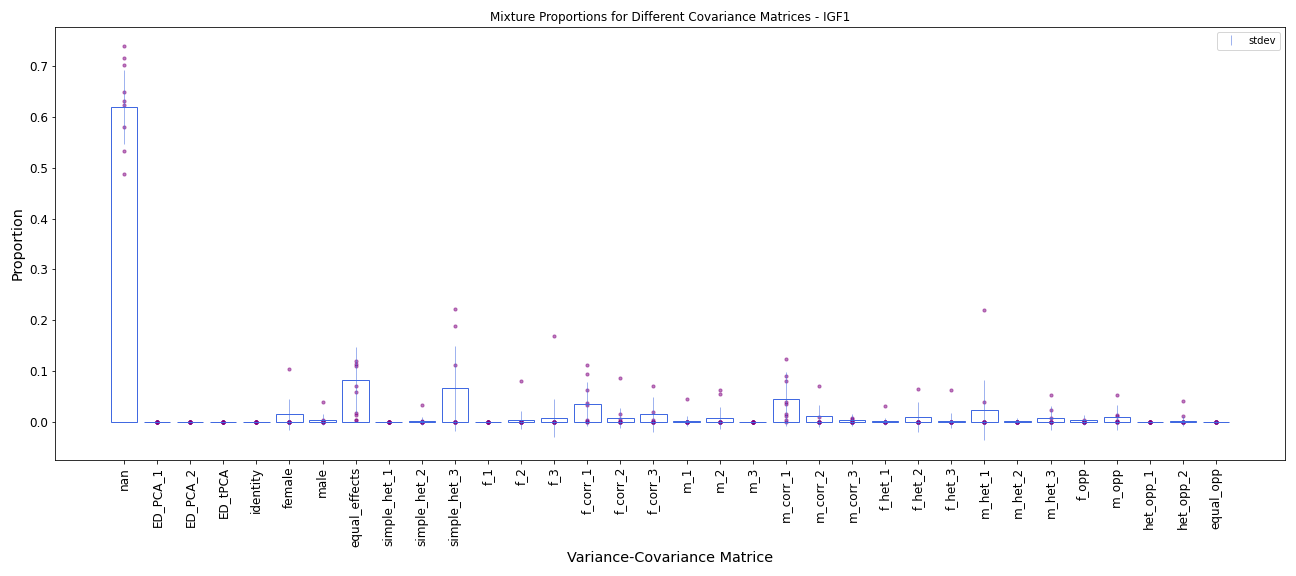 Mixture Proportions for Different Covariance Matrices - IGF1
stdev
Proportion
0.7
0.6
0.5
0.4
0.3
0.2
0.1
0.0
nan
ED_PCA_1
ED_PCA_2
ED_tPCA
identity
female
male
equal_effects
simple_het_1
simple_het_2
simple_het_3
f_1
f_2
f_3
f_corr_1
f_corr_2
f_corr_3
m_1
m_2
m_3
m_corr_1
m_corr_2
m_corr_3
f_het_1
f_het_2
f_het_3
m_het_1
m_het_2
m_het_3
f_opp
m_opp
het_opp_1
het_opp_2
equal_opp
Variance-Covariance Matrice